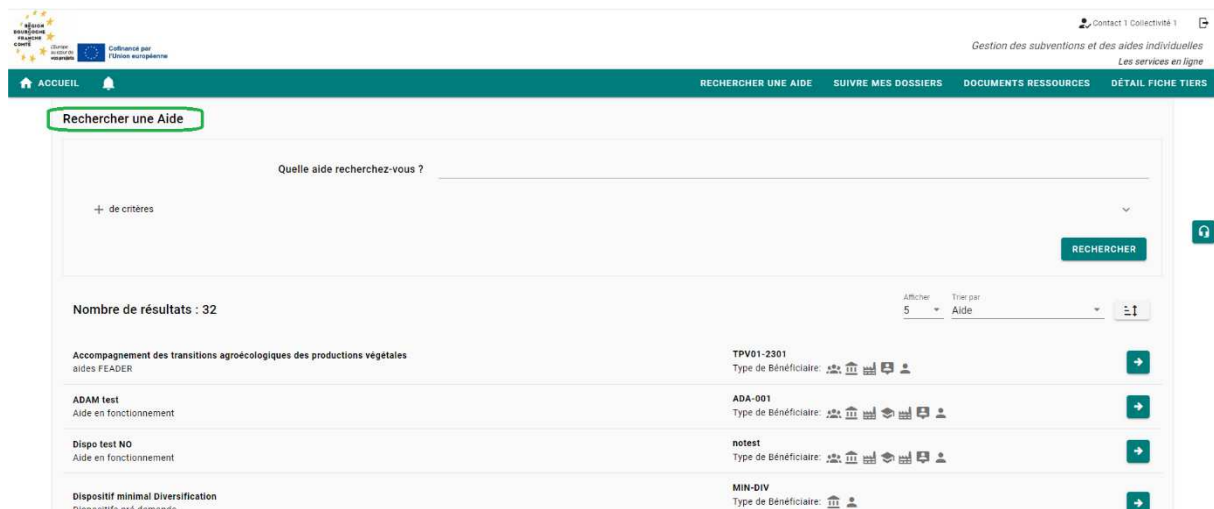 RÉGION
BOURGOGNE
FRANCHE
COMTÉ
Cofinancé par
l'Union européenne
Contact 1 Collectivité 1
Gestion des subventions et des aides individuelles
Les services en ligne
ACCUEIL
RECHERCHER UNE AIDE SUIVRE MES DOSSIERS DOCUMENTS RESSOURCES DÉTAIL FICHE TIERS
Rechercher une Aide
Quelle aide recherchez-vous ?
+ de critères
RECHERCHER
Nombre de résultats : 32
Afficher Trier par
5 Aide
Accompagnement des transitions agroécologiques des productions végétales TPV01-2301
aides FEADER Type de Bénéficiaire:
ADAM test ADA-001
Aide en fonctionnement Type de Bénéficiaire:
Dispo test NO notest
Aide en fonctionnement Type de Bénéficiaire:
Dispositif minimal Diversification MIN-DIV
Type de Bénéficiaire: